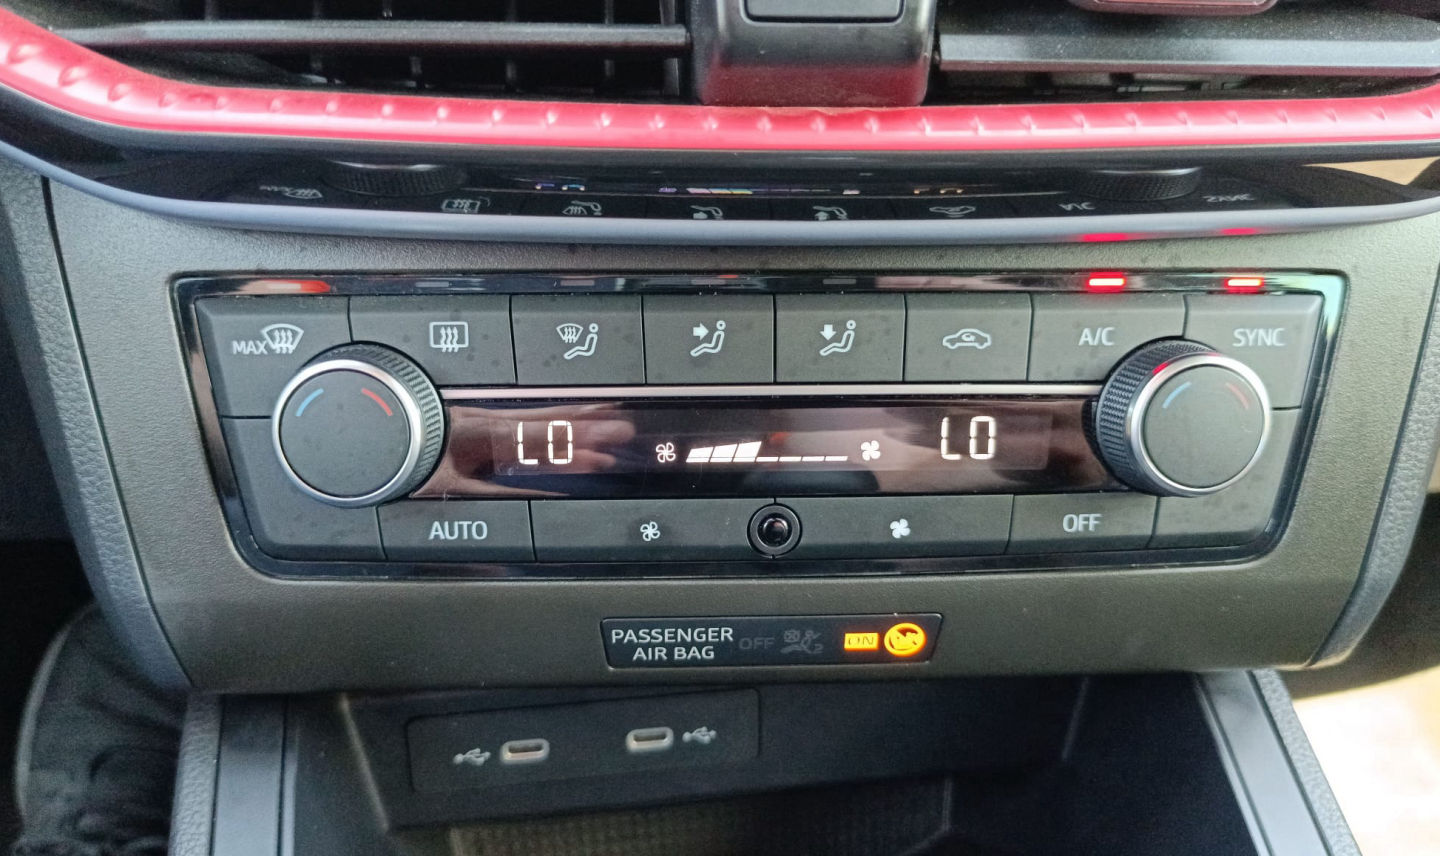 MAX
A/C
SYNC
LO
LO
AUTO
OFF
PASSENGER
AIR BAG
OFF
ON